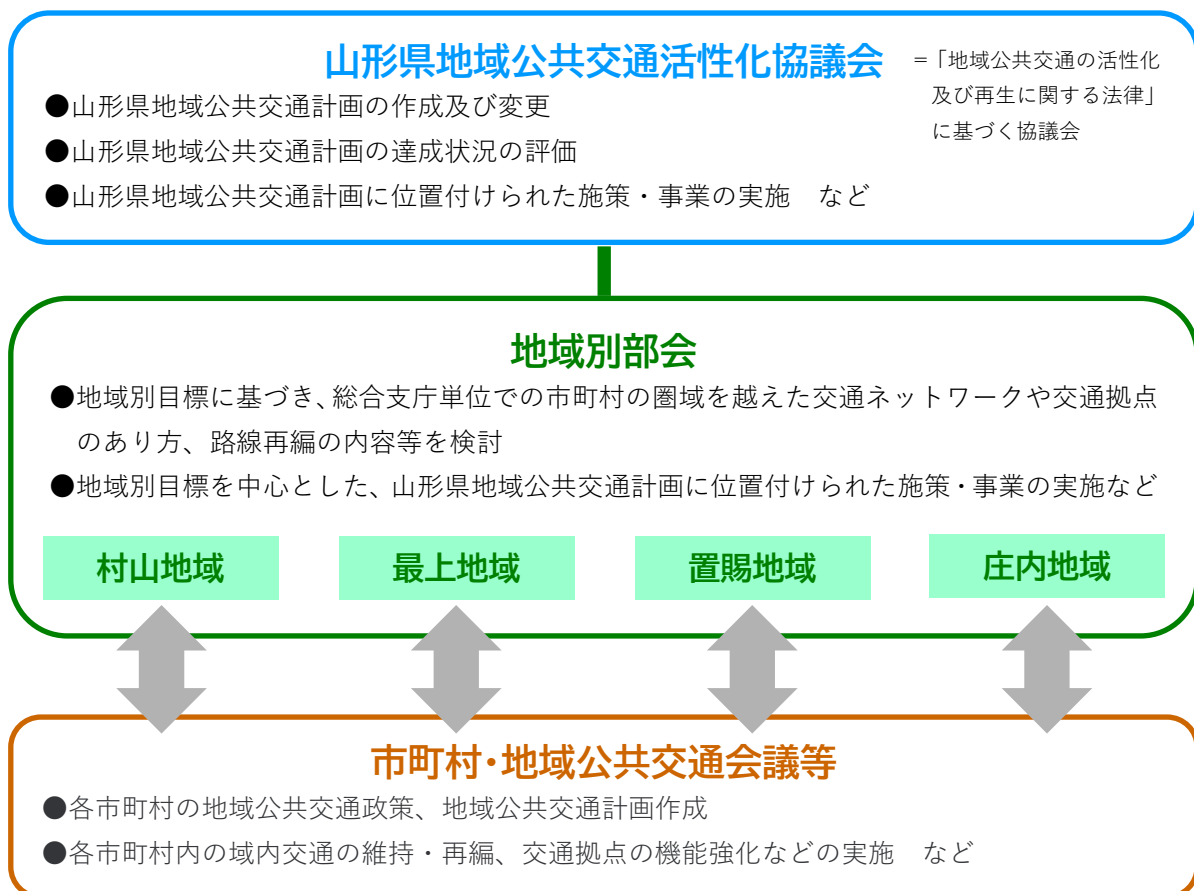 山形県地域公共交通活性化協議会
=「地域公共交通の活性化
及び再生に関する法律」
に基づく協議会
●山形県地域公共交通計画の作成及び変更
●山形県地域公共交通計画の達成状況の評価
●山形県地域公共交通計画に位置付けられた施策・事業の実施　など
地域別部会
●地域別目標に基づき、総合支庁単位での市町村の圏域を越えた交通ネットワークや交通拠点
のあり方、路線再編の内容等を検討
●地域別目標を中心とした、山形県地域公共交通計画に位置付けられた施策・事業の実施など
村山地域
最上地域
置賜地域
庄内地域
市町村・地域公共交通会議等
●各市町村の地域公共交通政策、地域公共交通計画作成
●各市町村内の域内交通の維持・再編、交通拠点の機能強化などの実施　など